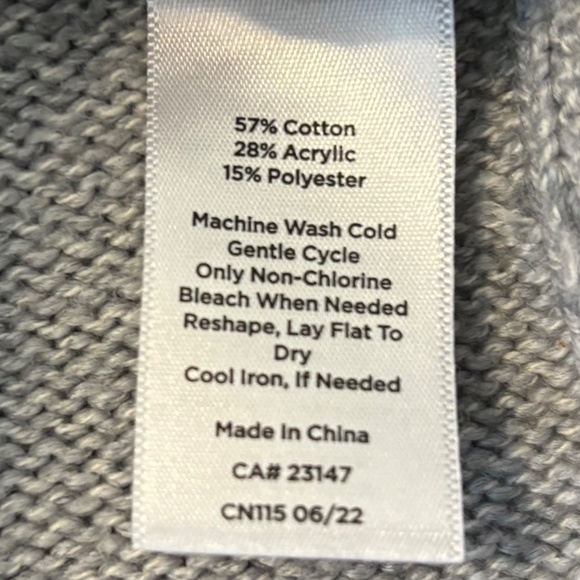 57% Cotton
28% Acrylic
15% Polyester
Machine Wash Cold
Gentle Cycle
Only Non-Chlorine
Bleach When Needed
Reshape, Lay Flat To
Dry
Cool Iron, If Needed
Made In China
CA# 23147
CN115 06/22